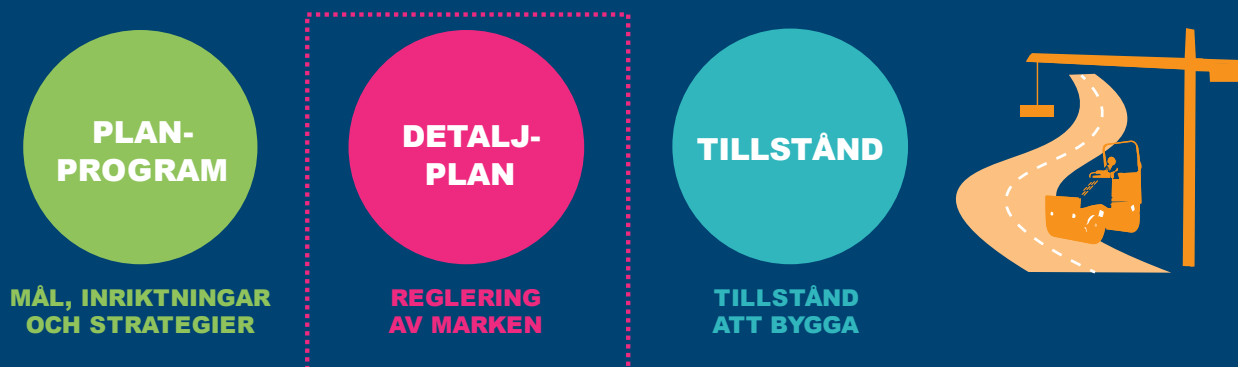 PLAN-
PROGRAM
MÅL, INRIKTNINGAR
OCH STRATEGIER
DETALJ-
PLAN
REGLERING
AV MARKEN
TILLSTÅND
TILLSTÅND
ATT BYGGA